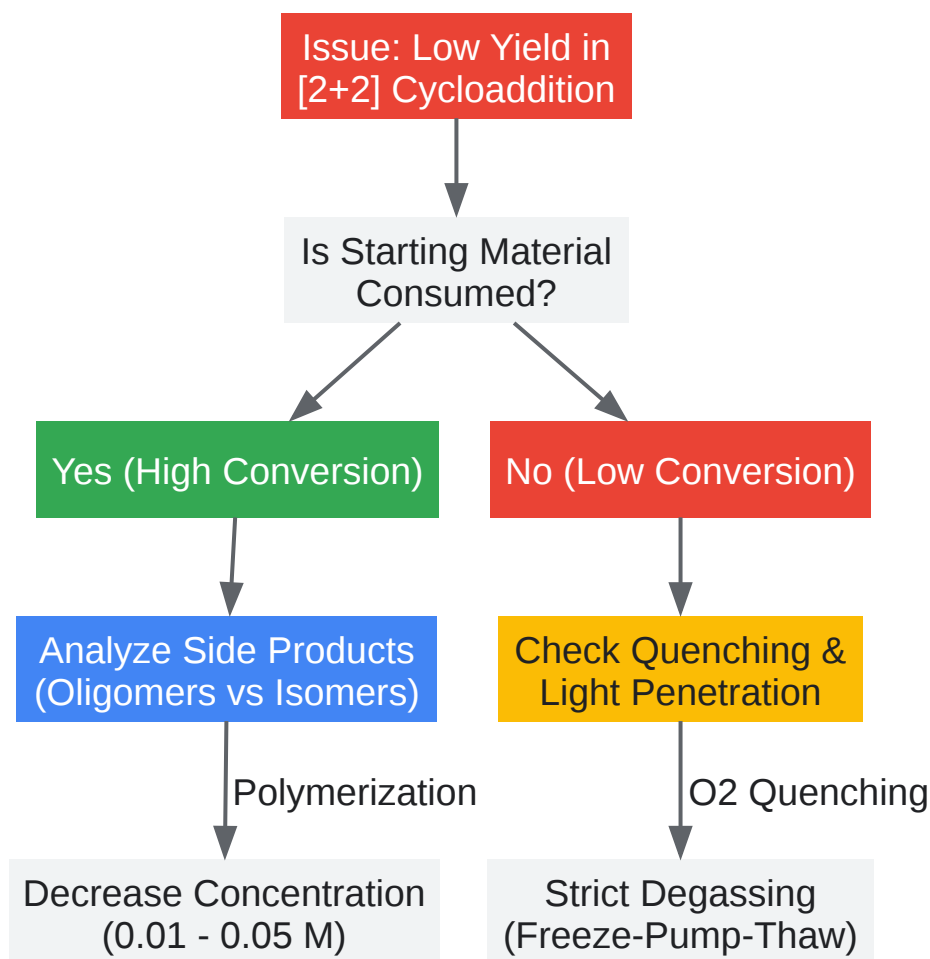 Issue: Low Yield in
[2+2] Cycloaddition
Is Starting Material
Consumed?
Yes (High Conversion)
No (Low Conversion)
Analyze Side Products
(Oligomers vs Isomers)
Check Quenching &
Light Penetration
Polymerization
O2 Quenching
Decrease Concentration
(0.01 - 0.05 M)
Strict Degassing
(Freeze-Pump-Thaw)